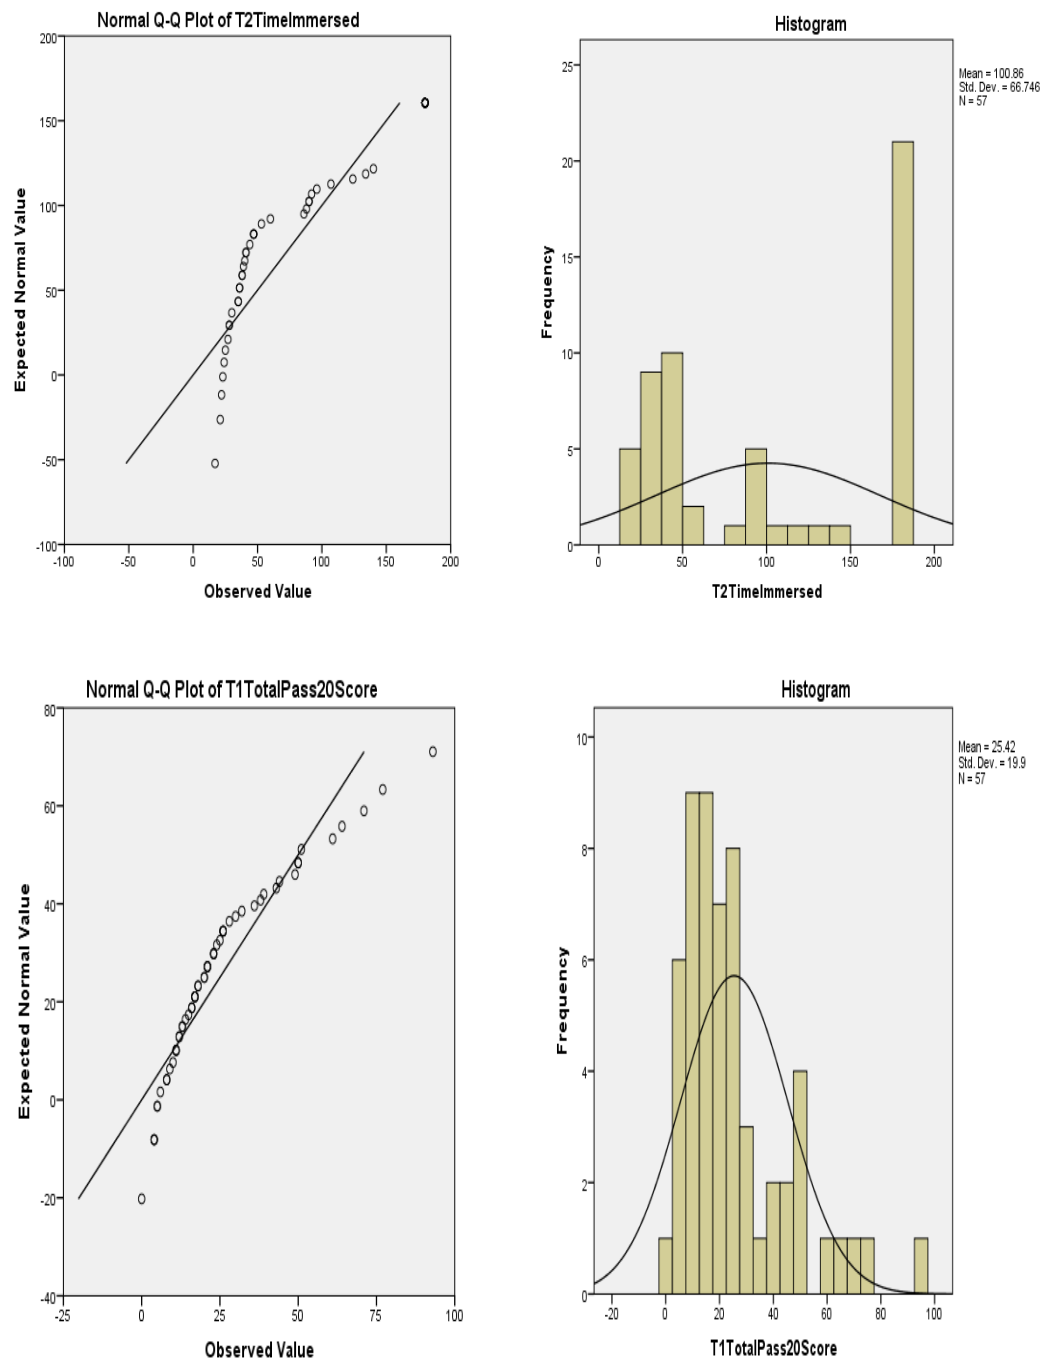 Normal Q-Q Plot of T2TimeImmersed
200
150
100
50
0
-50
-100
-100 -50 0 50 100 150 200
Expected Normal Value
Observed Value
Histogram
25
20
15
10
5
0
0 50 100 150 200
Frequency
T2TimeImmersed
Mean = 100.86
Std. Dev. = 66.746
N = 57
Normal Q-Q Plot of T1TotalPass20Score
80
60
40
20
0
-20
-40
-25 0 25 50 75 100
Expected Normal Value
Observed Value
Histogram
10
8
6
4
2
0
-20 0 20 40 60 80 100
Frequency
T1TotalPass20Score
Mean = 25.42
Std. Dev. = 19.9
N = 57